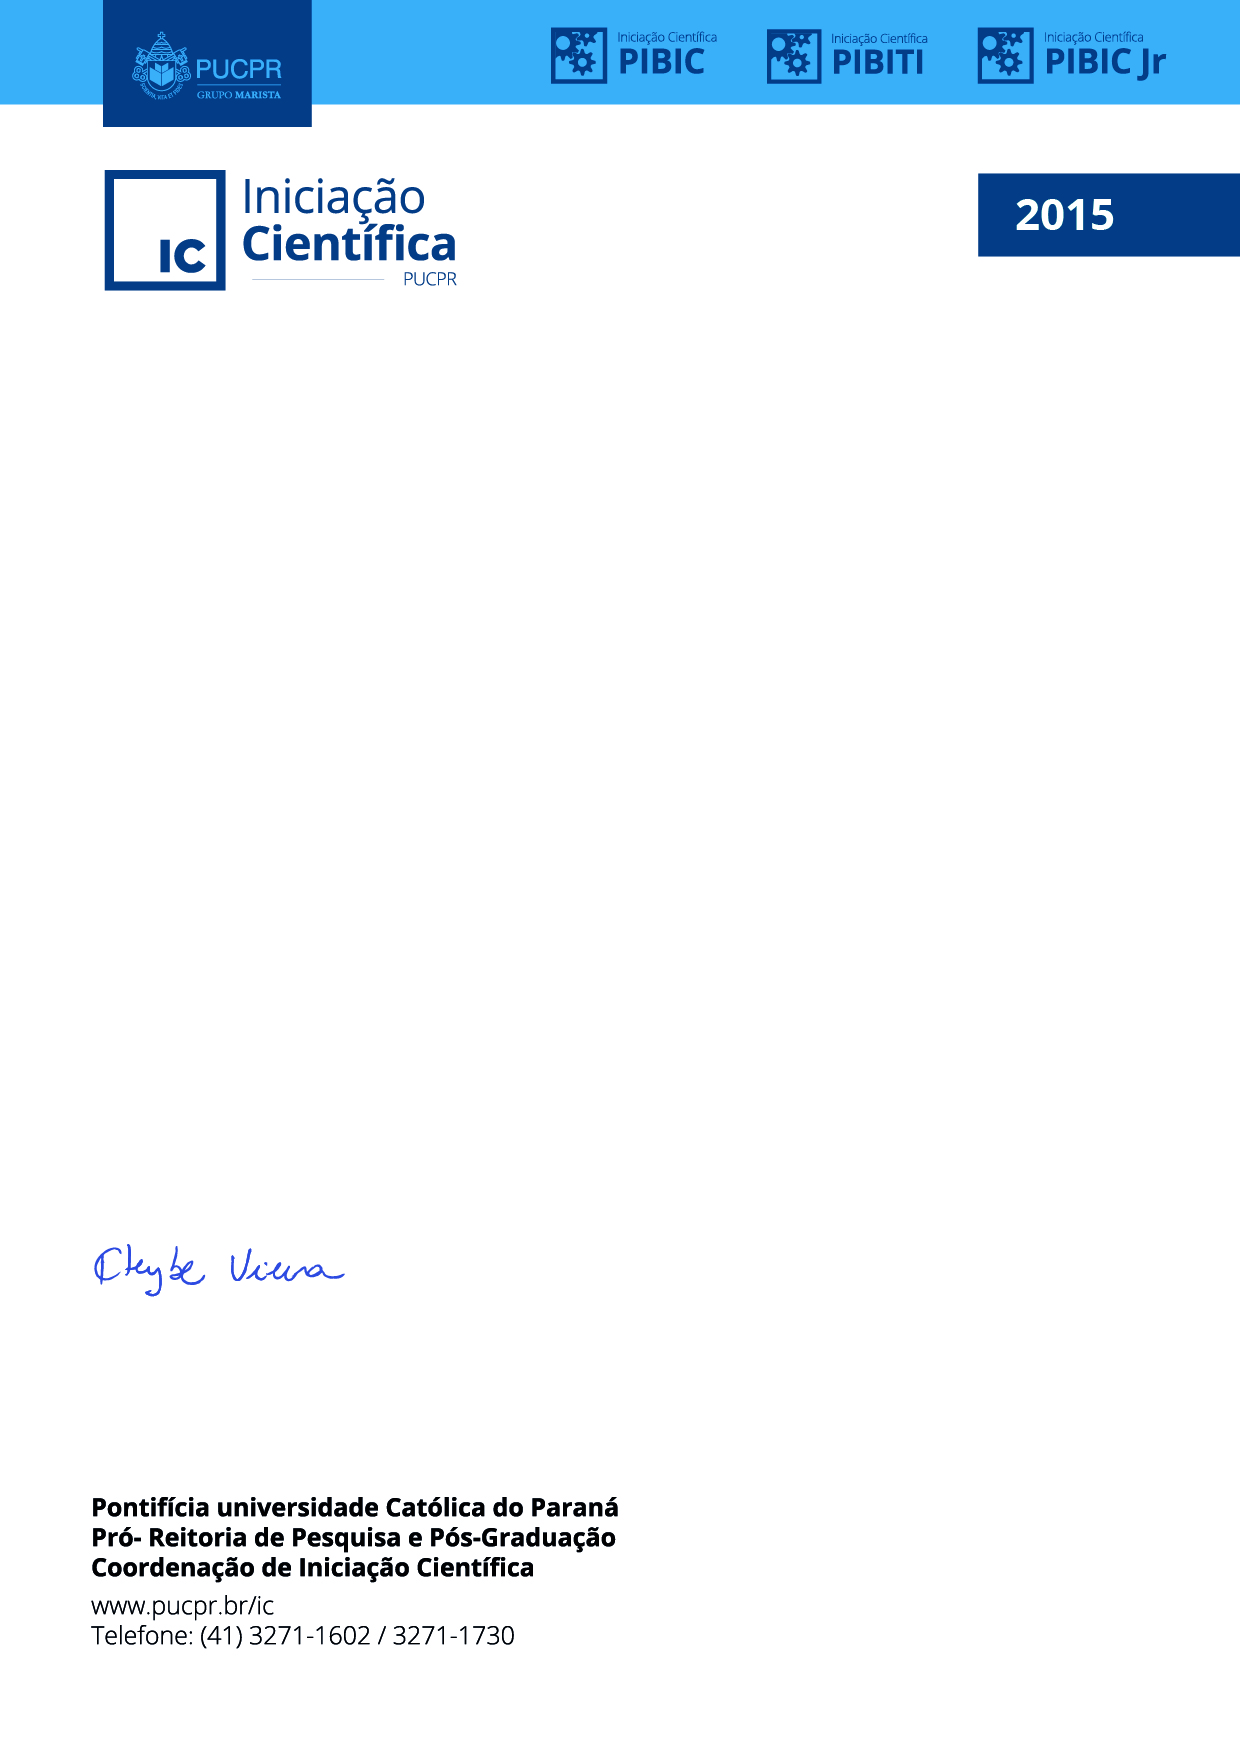 PUCPR
GRUPO MARISTA
Iniciação Científica
PIBIC
Iniciação Científica
PIBITI
Iniciação Científica
PIBIC Jr
IC
Iniciação
Científica
PUCPR
2015
Cleybe Vieira
Pontifícia universidade Católica do Paraná
Pró- Reitoria de Pesquisa e Pós-Graduação
Coordenação de Iniciação Científica
www.pucpr.br/ic
Telefone: (41) 3271-1602 / 3271-1730